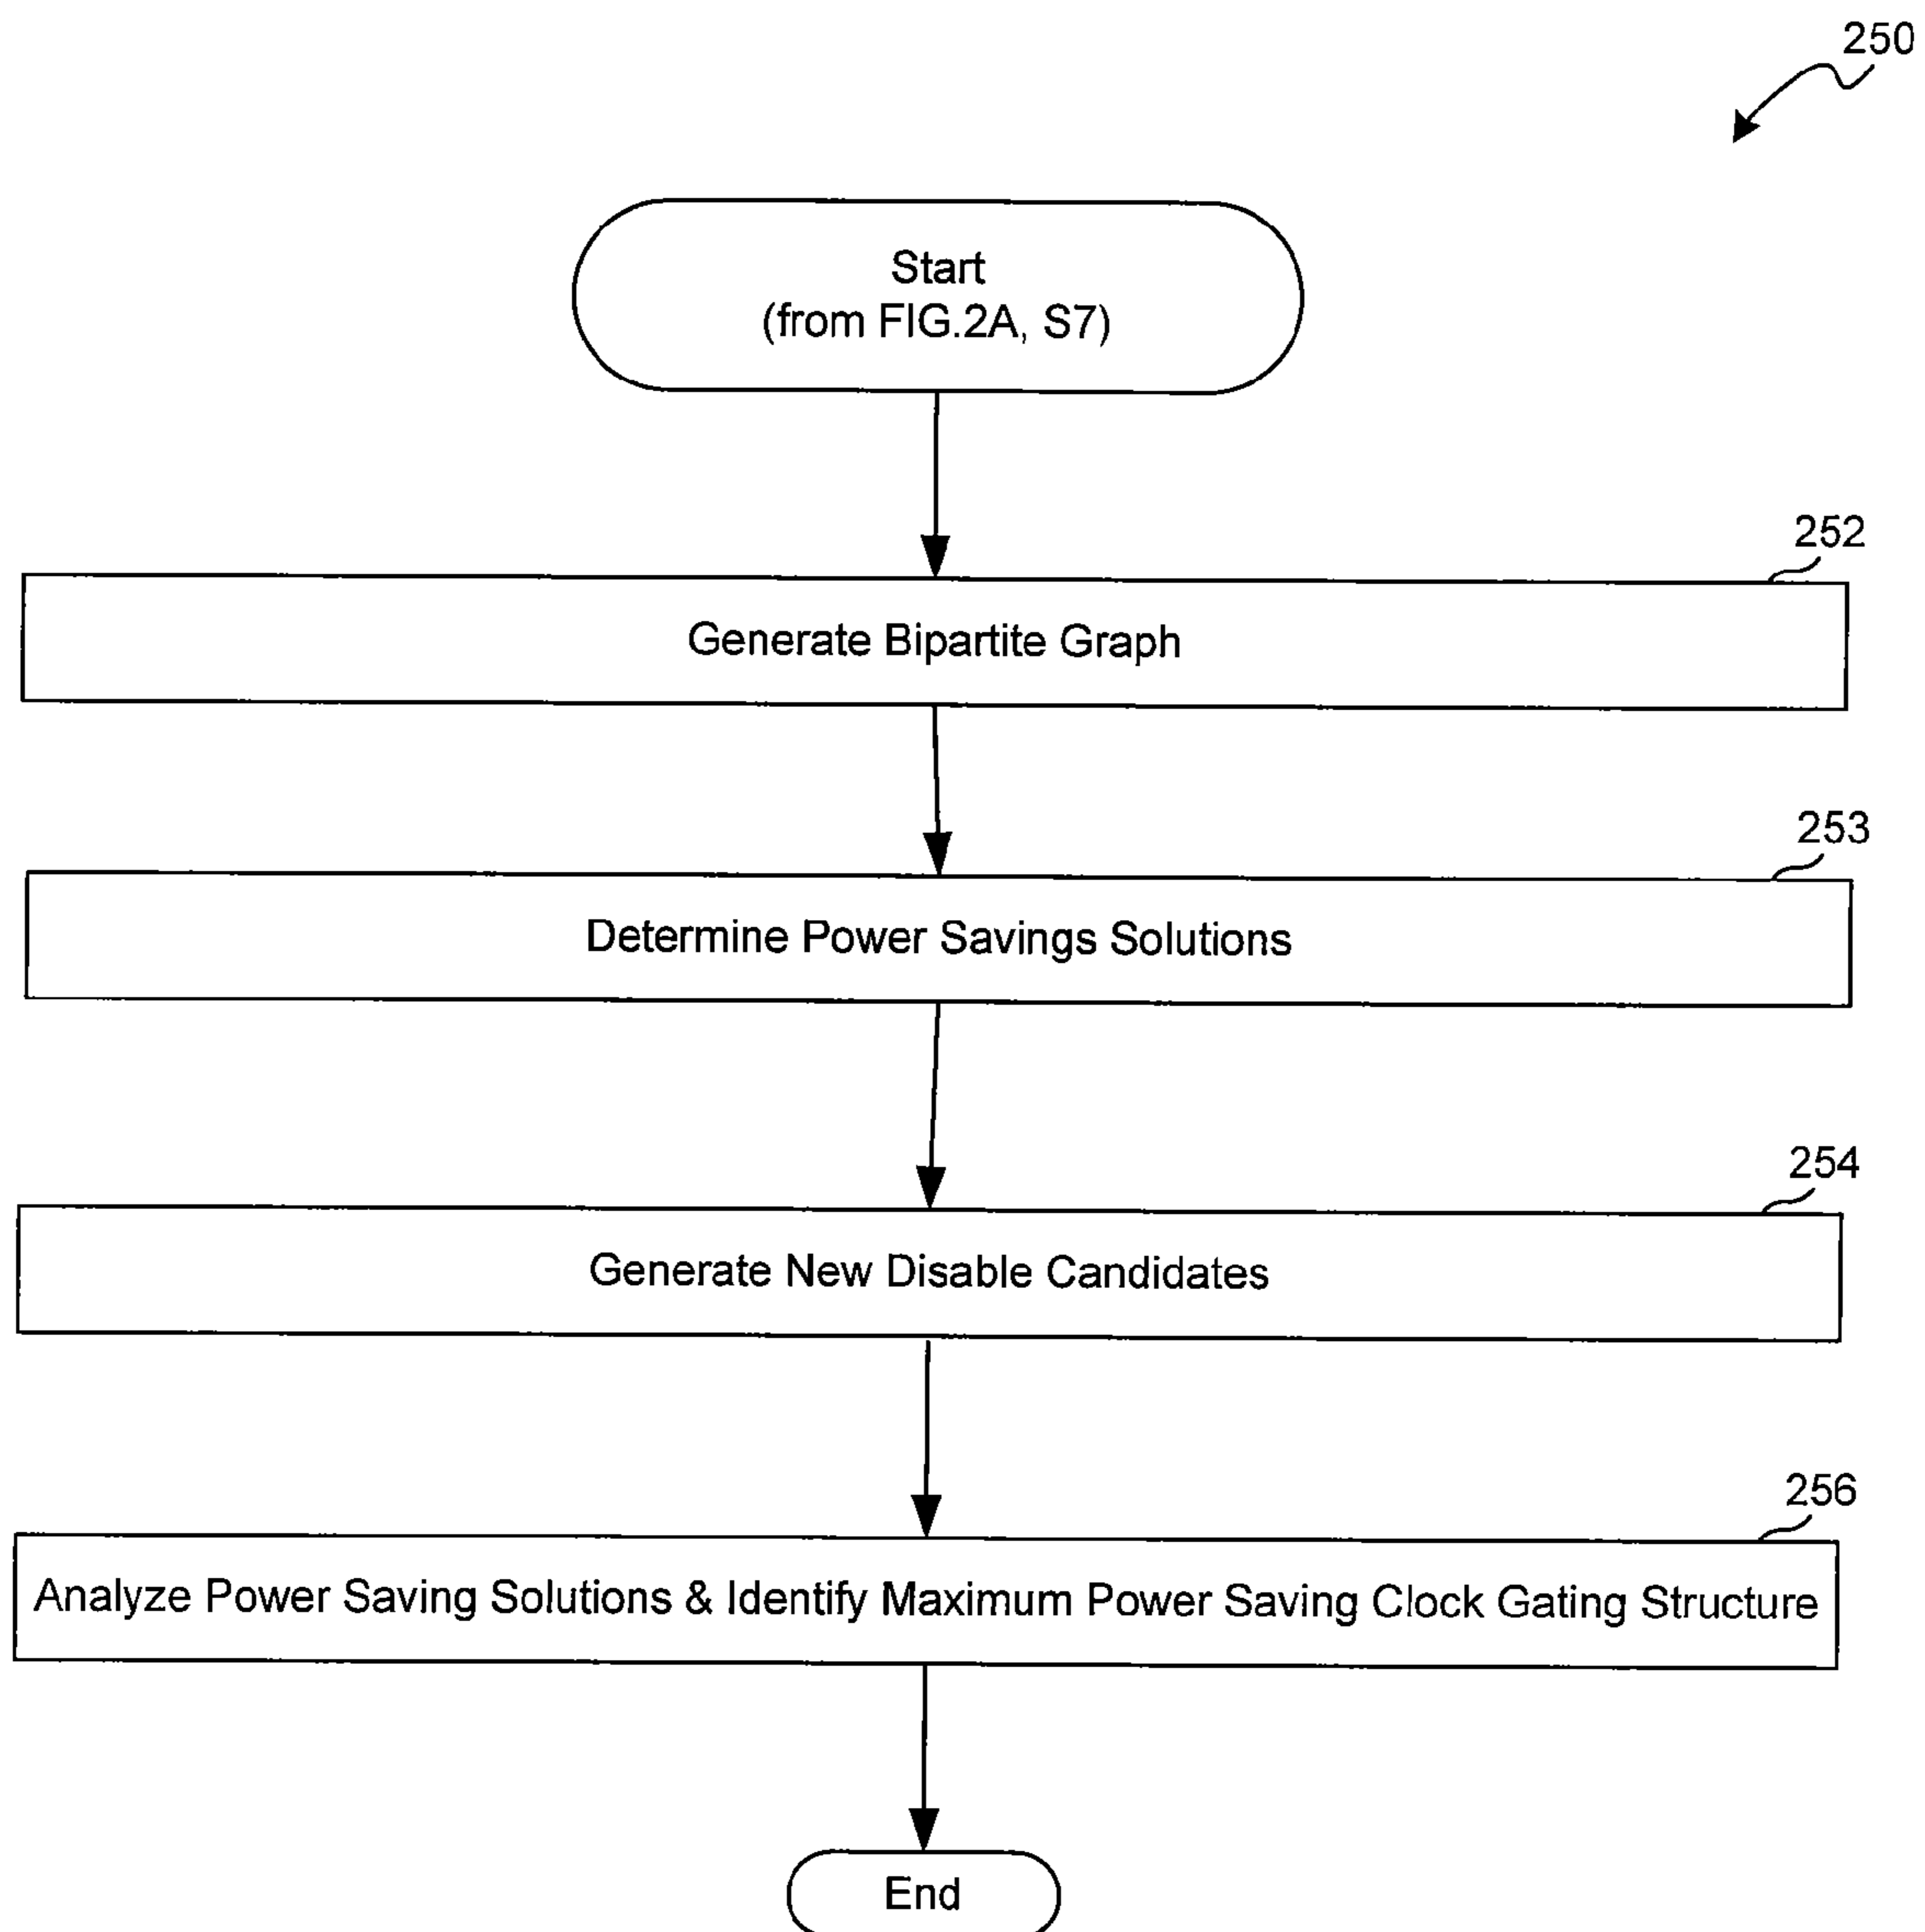 250
Start
(from FIG.2A, S7)
252
Generate Bipartite Graph
253
Determine Power Savings Solutions
254
Generate New Disable Candidates
256
Analyze Power Saving Solutions & Identify Maximum Power Saving Clock Gating Structure
End